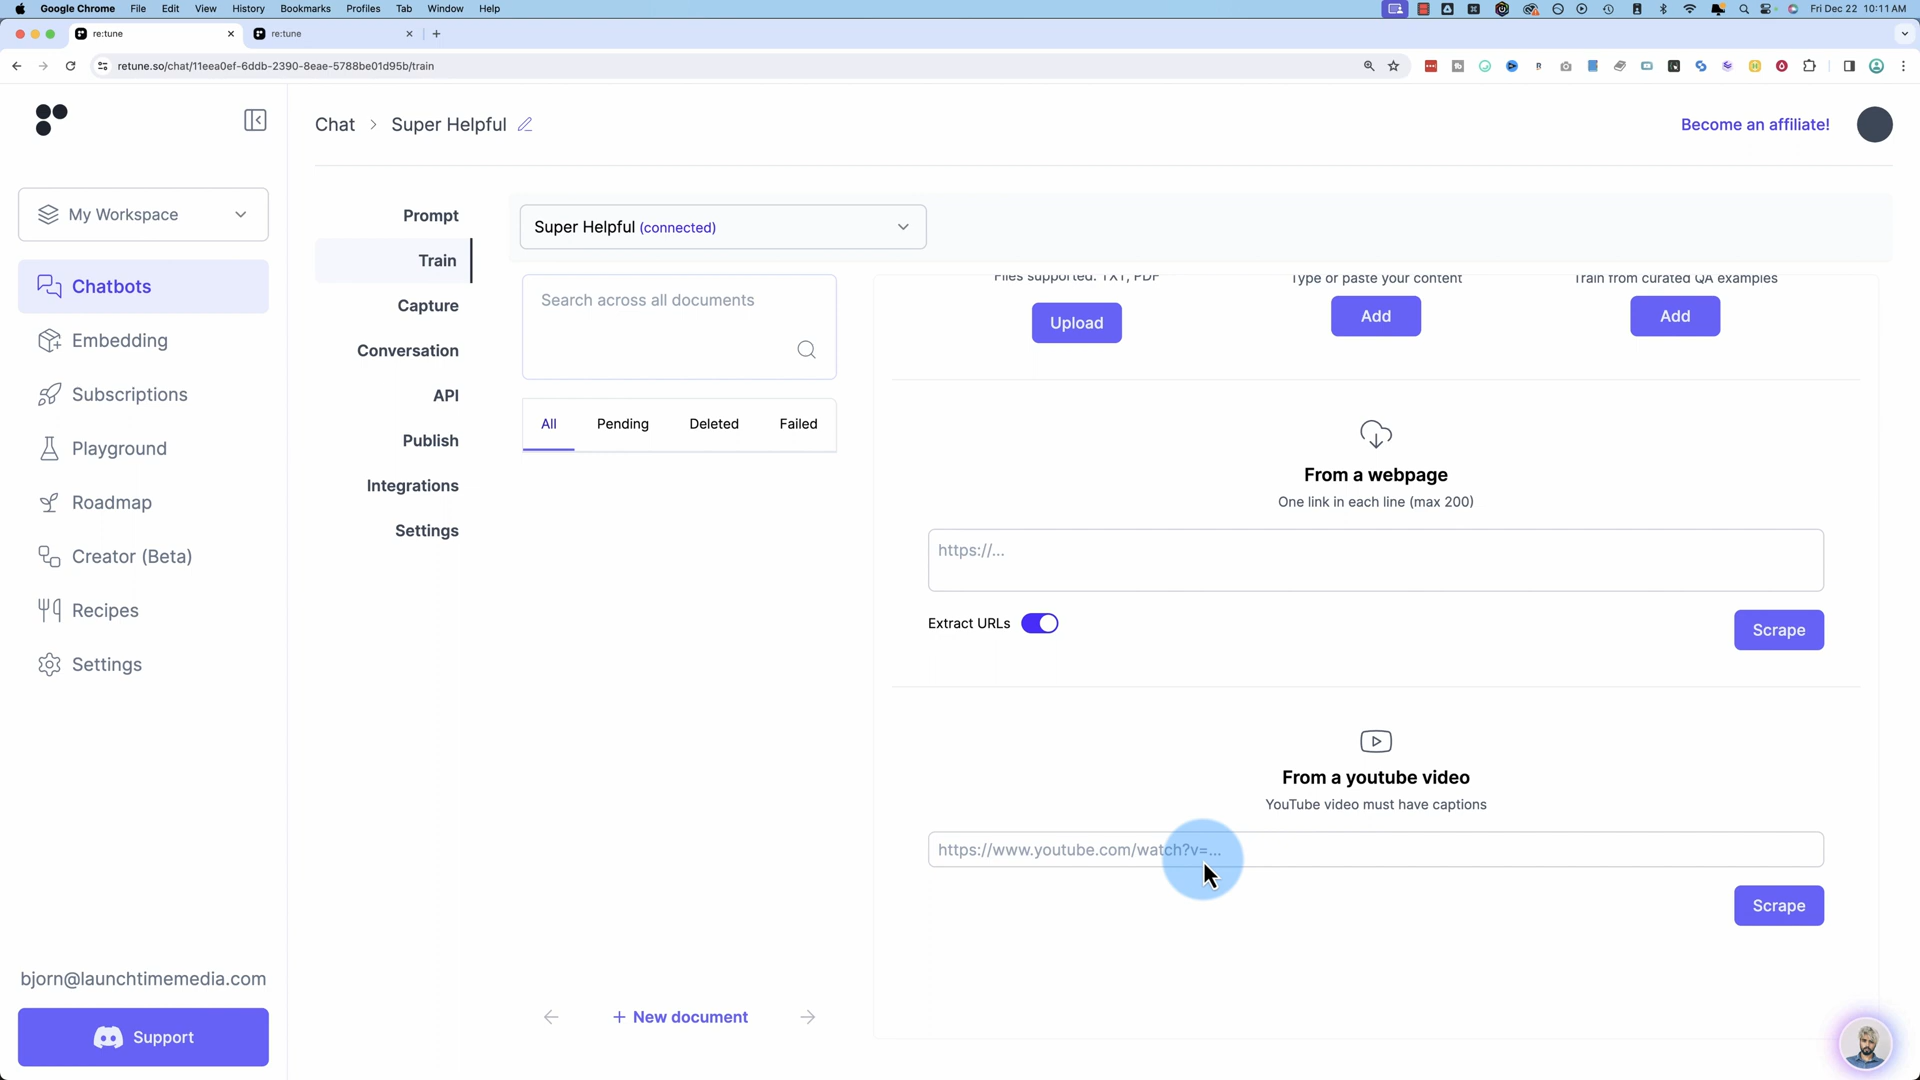 Google Chrome File Edit View History Bookmarks Profiles Tab Window Help Fri Dec 22 10:11 AM
re:tune re:tune
retune.so/chat/11eea0ef-6ddb-2390-8eae-5788be01d95b/train
Chat > Super Helpful
Become an affiliate!
My Workspace
Chatbots
Embedding
Subscriptions
Playground
Roadmap
Creator (Beta)
Recipes
Settings
bjorn@launchtimemedia.com
Support
Prompt
Train
Capture
Conversation
API
Publish
Integrations
Settings
Super Helpful (connected)
Search across all documents
All Pending Deleted Failed
+ New document
Files supported: TXT, PDF
Upload
Type or paste your content
Add
Train from curated QA examples
Add
From a webpage
One link in each line (max 200)
https://...
Extract URLs
Scrape
From a youtube video
YouTube video must have captions
https://www.youtube.com/watch?v=...
Scrape